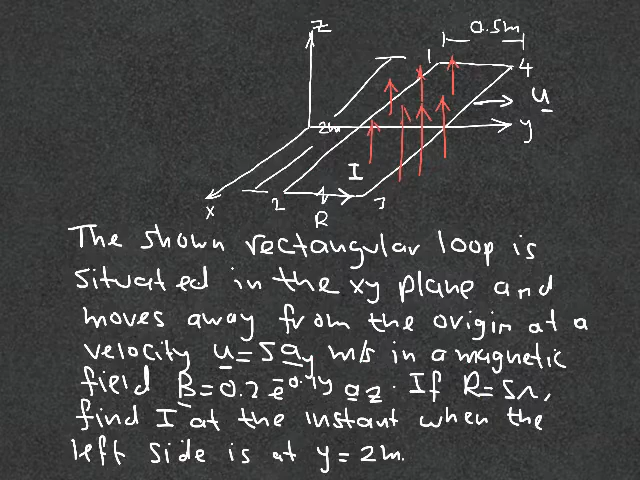 z
0.5m
1
4
u
2m
y
I
x
2
R
3
The shown rectangular loop is
situated in the xy plane and
moves away from the origin at a
velocity u=5ay m/s in a magnetic
field B=0.2e^-0.1y az. If R=5Ω,
find I at the instant when the
left side is at y=2m.